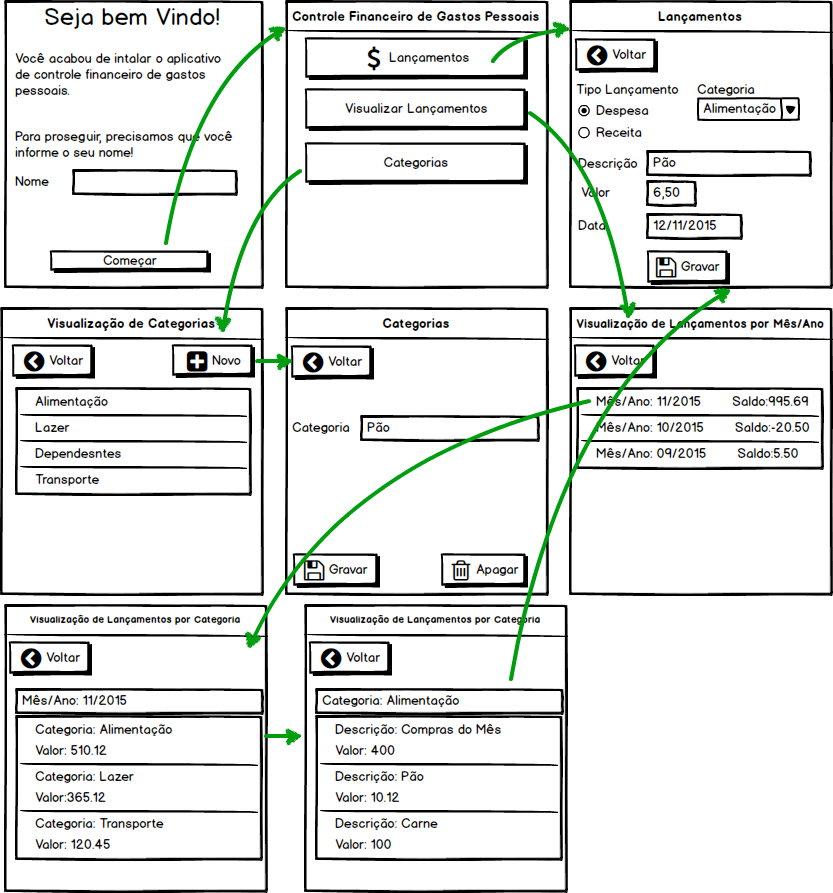 Seja bem Vindo!
Você acabou de intalar o aplicativo
de controle financeiro de gastos
pessoais.
Para proseguir, precisamos que você
informe o seu nome!
Nome
Começar
Controle Financeiro de Gastos Pessoais
$ Lançamentos
Visualizar Lançamentos
Categorias
Lançamentos
Voltar
Tipo Lançamento
Categoria
Despesa
Alimentação
Receita
Descrição
Pão
Valor
6,50
Data
12/11/2015
Gravar
Visualização de Categorias
Voltar
Novo
Alimentação
Lazer
Dependesntes
Transporte
Categorias
Voltar
Categoria
Pão
Gravar
Apagar
Visualização de Lançamentos por Mês/Ano
Voltar
Mês/Ano: 11/2015 Saldo:995.69
Mês/Ano: 10/2015 Saldo:-20.50
Mês/Ano: 09/2015 Saldo:5.50
Visualização de Lançamentos por Categoria
Voltar
Mês/Ano: 11/2015
Categoria: Alimentação
Valor: 510.12
Categoria: Lazer
Valor:365.12
Categoria: Transporte
Valor: 120.45
Visualização de Lançamentos por Categoria
Voltar
Categoria: Alimentação
Descrição: Compras do Mês
Valor: 400
Descrição: Pão
Valor: 10.12
Descrição: Carne
Valor: 100